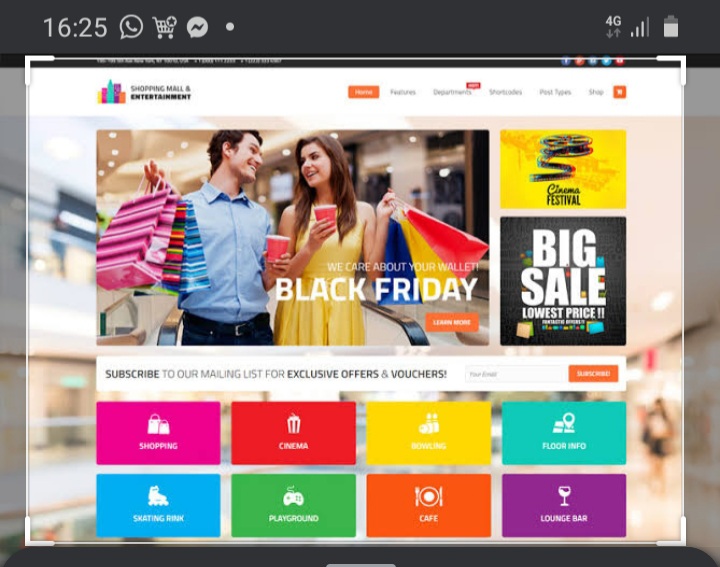 16:25
4G
SHOPPING MALL &
ENTERTAINMENT
Home
Features
Departments
Shortcodes
Post Types
Shop
Cinema
FESTIVAL
WE CARE ABOUT YOUR WALLET!
BLACK FRIDAY
LEARN MORE
BIG
SALE
LOWEST PRICE !!
FANTASTIC OFFERS !!
SUBSCRIBE TO OUR MAILING LIST FOR EXCLUSIVE OFFERS & VOUCHERS!
Your Email
SUBSCRIBE!
SHOPPING
CINEMA
BOWLING
FLOOR INFO
SKATING RINK
PLAYGROUND
CAFE
LOUNGE BAR